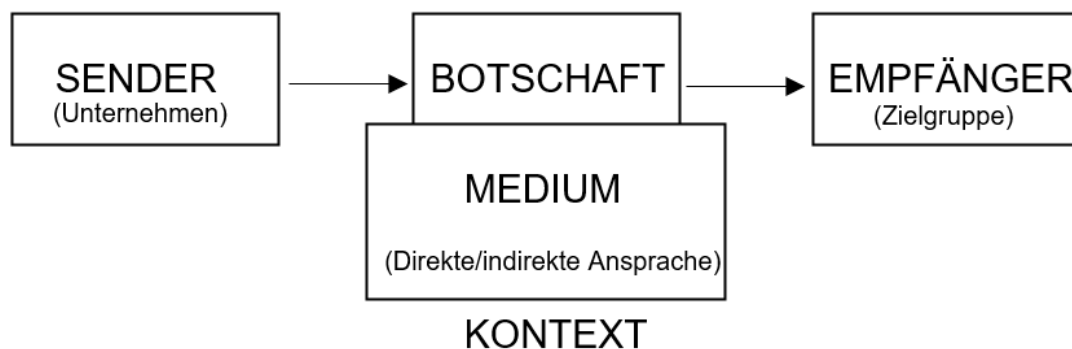 SENDER
(Unternehmen)
BOTSCHAFT
EMPFÄNGER
(Zielgruppe)
MEDIUM
(Direkte/indirekte Ansprache)
KONTEXT